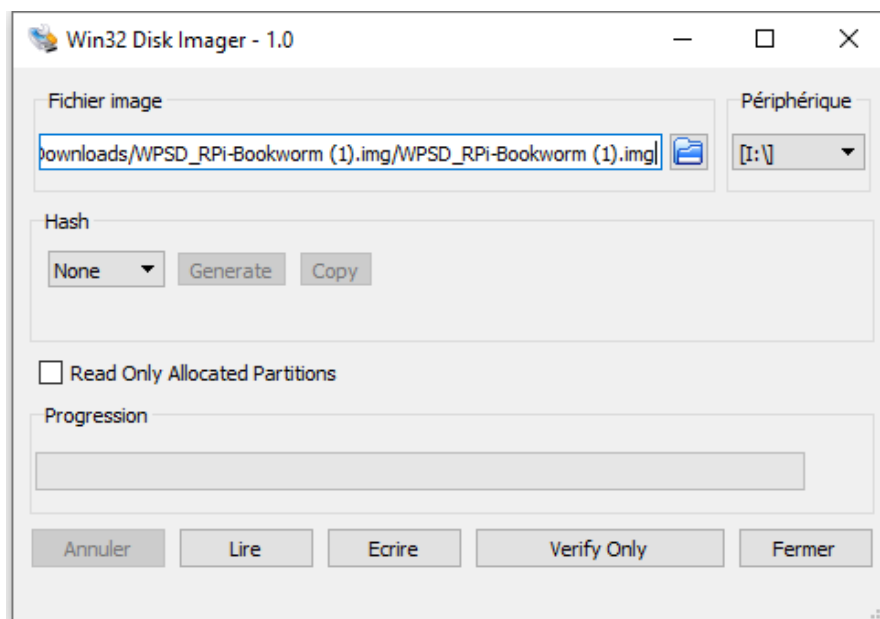 Win32 Disk Imager - 1.0
Fichier image
Périphérique
Downloads/WPSD_RPi-Bookworm (1).img/WPSD_RPi-Bookworm (1).img
[I:\]
Hash
None
Generate
Copy
Read Only Allocated Partitions
Progression
Annuler
Lire
Ecrire
Verify Only
Fermer